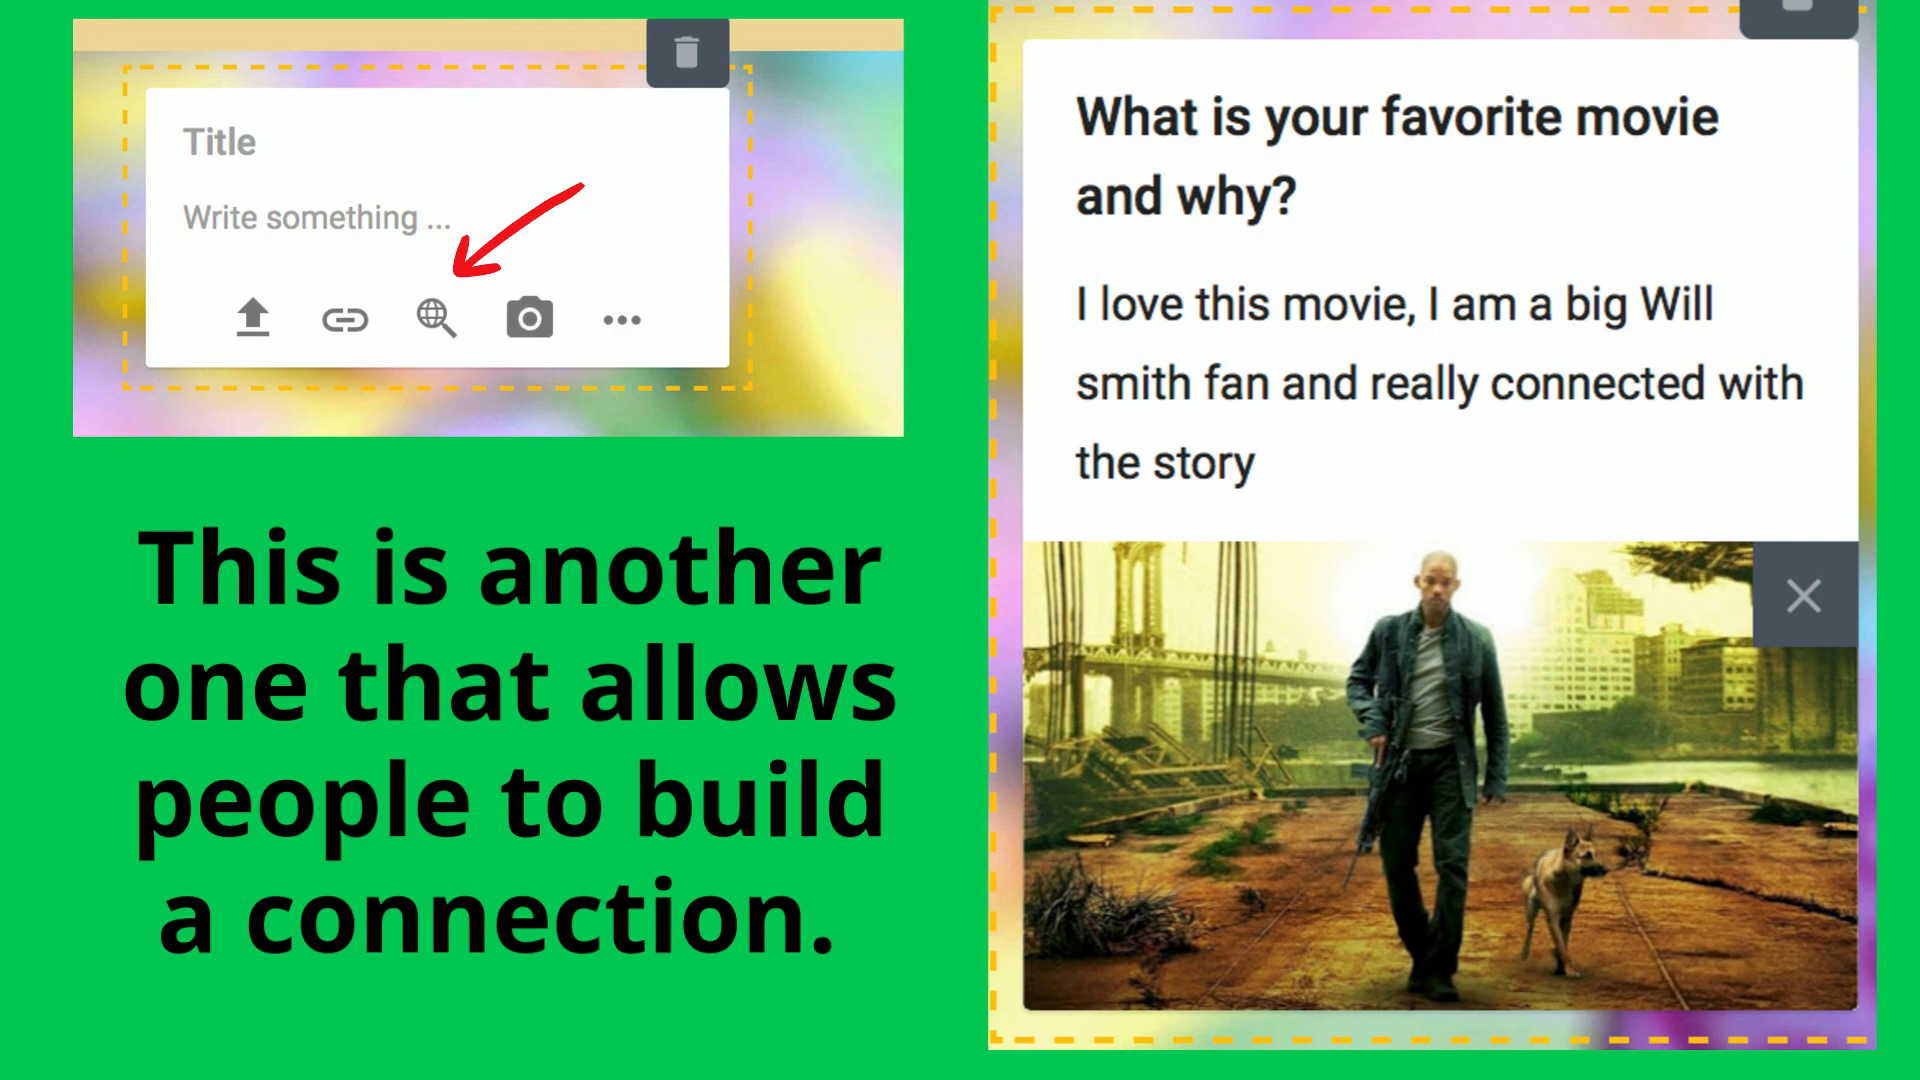 Title
Write something ...
This is another
one that allows
people to build
a connection.
What is your favorite movie
and why?
I love this movie, I am a big Will
smith fan and really connected with
the story